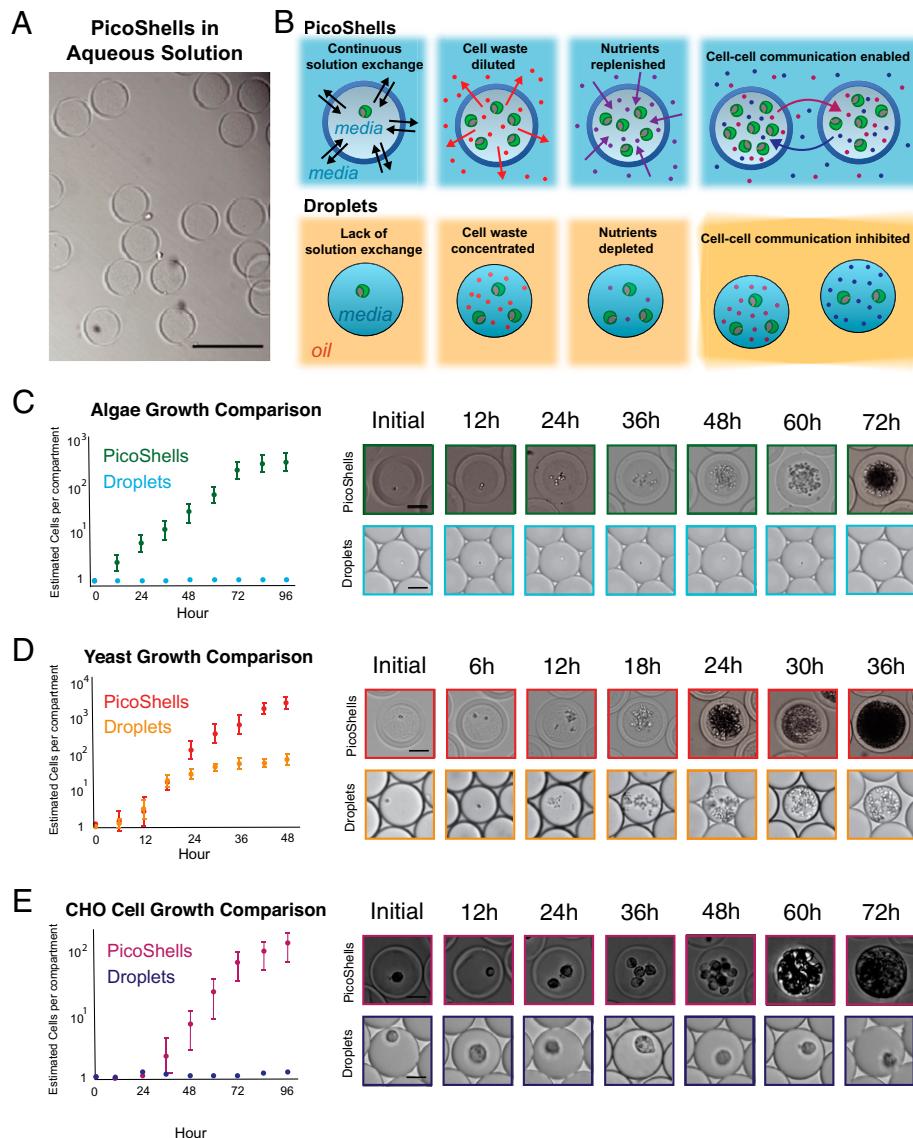 A
PicoShells in
Aqueous Solution
B
PicoShells
Continuous
solution exchange
media
media
Cell waste
diluted
Nutrients
replenished
Cell-cell communication enabled
Droplets
Lack of
solution exchange
media
oil
Cell waste
concentrated
Nutrients
depleted
Cell-cell communication inhibited
C
Algae Growth Comparison
Estimated Cells per compartment
10³
10²
10¹
1
PicoShells
Droplets
0 24 48 72 96
Hour
Initial 12h 24h 36h 48h 60h 72h
PicoShells
Droplets
D
Yeast Growth Comparison
Estimated Cells per compartment
10⁴
10³
10²
10¹
1
PicoShells
Droplets
0 12 24 36 48
Hour
Initial 6h 12h 18h 24h 30h 36h
PicoShells
Droplets
E
CHO Cell Growth Comparison
Estimated Cells per compartment
10²
10¹
1
PicoShells
Droplets
0 24 48 72 96
Hour
Initial 12h 24h 36h 48h 60h 72h
PicoShells
Droplets